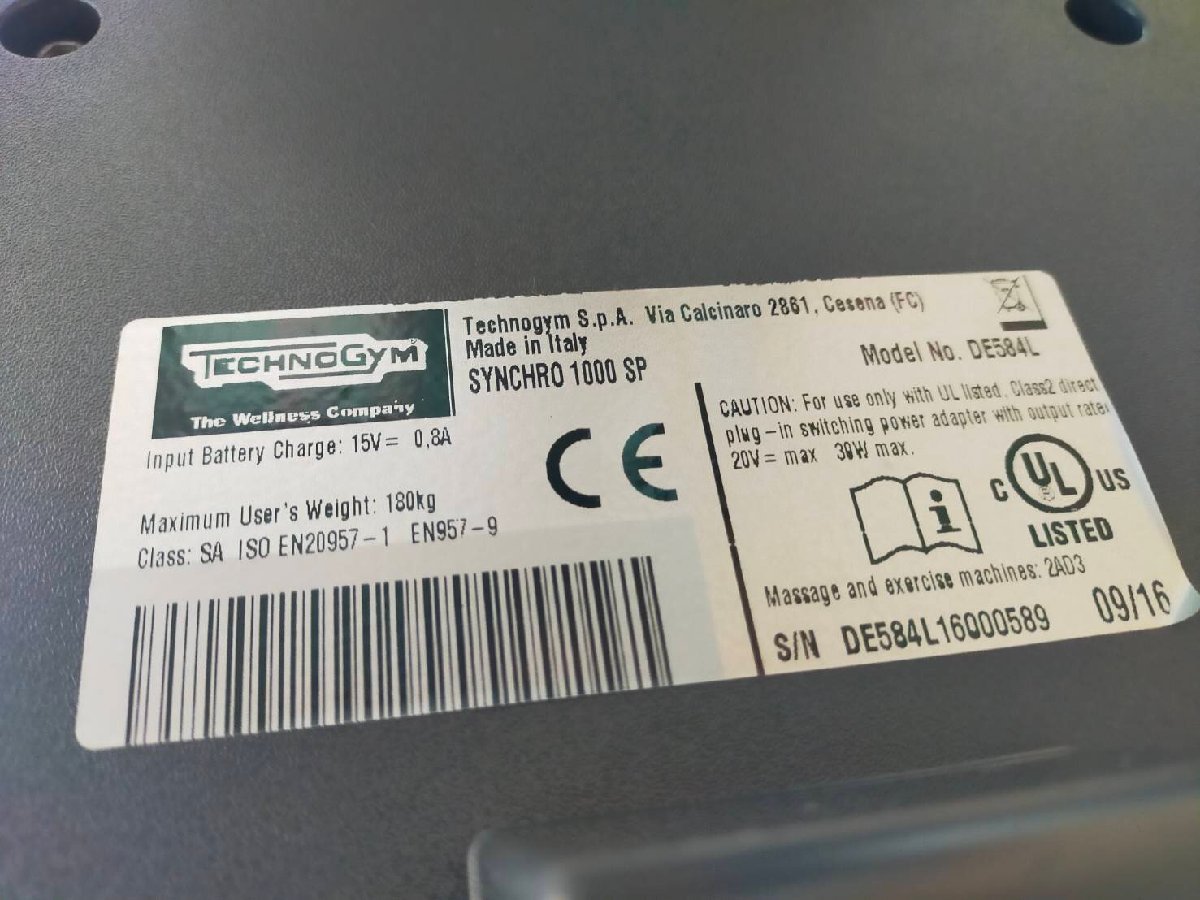 TECHNOGYM
The Wellness Company
Technogym S.p.A. Via Calcinaro 2861, Cesena (FC)
Made in Italy
SYNCHRO 1000 SP
Input Battery Charge: 15V= 0,8A
Maximum User's Weight: 180kg
Class: SA ISO EN20957-1 EN957-9
CE
Model No. DE584L
CAUTION: For use only with UL listed, Class2 direct
plug-in switching power adapter with output rated
20V= max 30W max.
i
C UL US
LISTED
Massage and exercise machines: 2AD3
S/N DE584L16000589 09/16